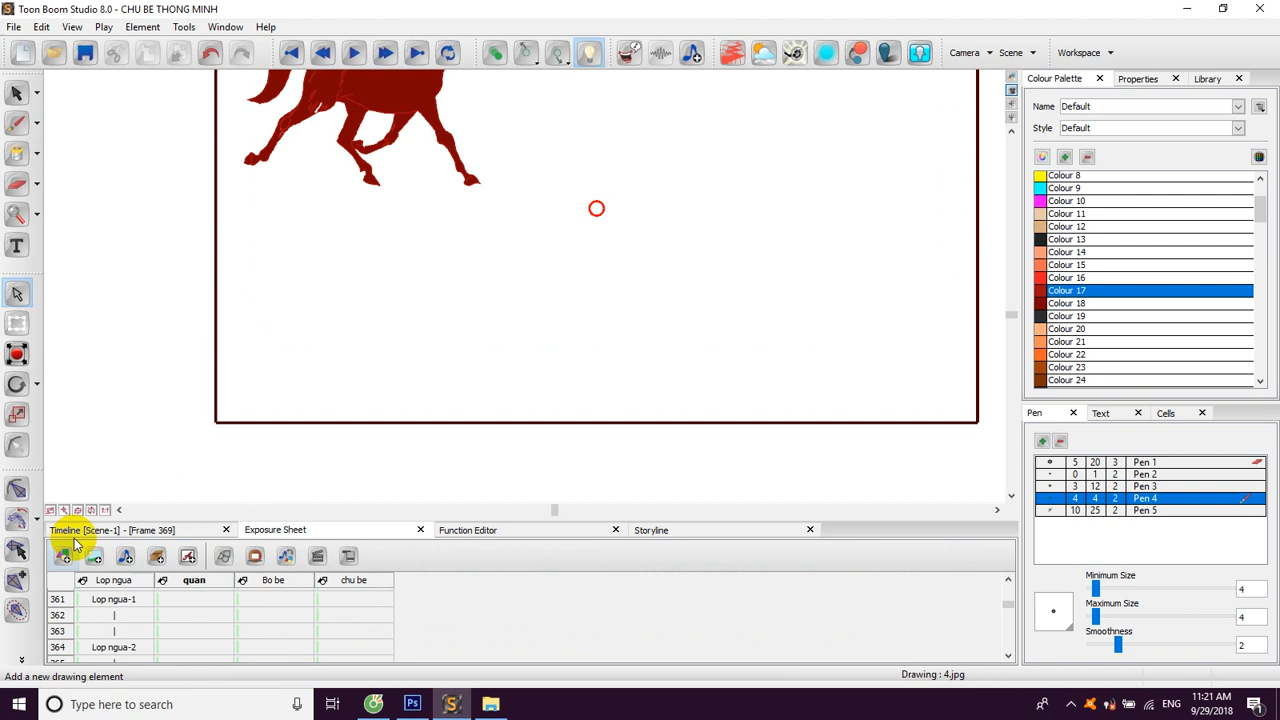 Toon Boom Studio 8.0 - CHU BE THONG MINH
File Edit View Play Element Tools Window Help
Camera Scene Workspace
Colour Palette Properties Library
Name Default
Style Default
Colour 8
Colour 9
Colour 10
Colour 11
Colour 12
Colour 13
Colour 14
Colour 15
Colour 16
Colour 17
Colour 18
Colour 19
Colour 20
Colour 21
Colour 22
Colour 23
Colour 24
Pen Text Cells
5 20 3 Pen 1
0 1 2 Pen 2
3 12 2 Pen 3
4 4 2 Pen 4
10 25 2 Pen 5
Minimum Size
4
Maximum Size
4
Smoothness
2
Timeline [Scene-1] - [Frame 369] Exposure Sheet Function Editor Storyline
Lop ngua quan Bo be chu be
361 Lop ngua-1
362
363
364 Lop ngua-2
Add a new drawing element
Drawing : 4.jpg
Type here to search
ENG
11:21 AM
9/29/2018